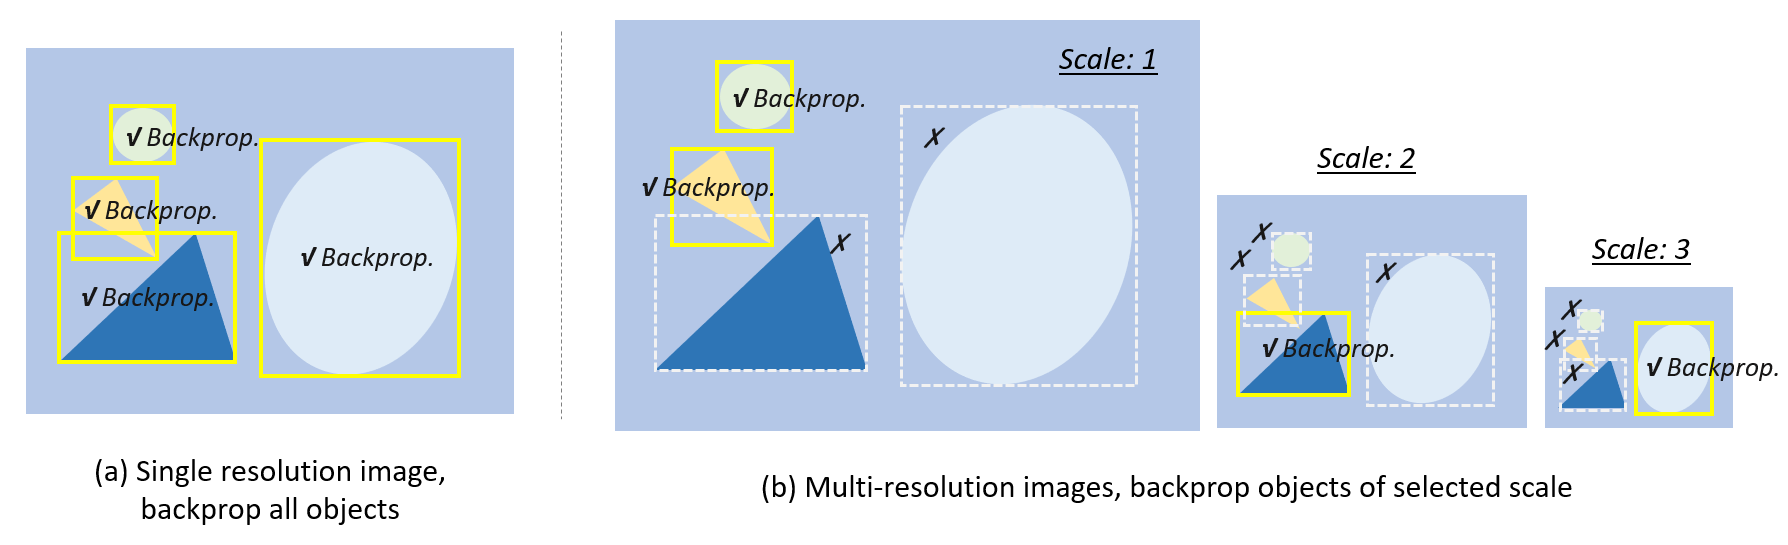 √ Backprop.
√ Backprop.
√ Backprop.
√ Backprop.
(a) Single resolution image,
backprop all objects
Scale: 1
√ Backprop.
✗
√ Backprop.
✗
Scale: 2
✗
✗
✗
√ Backprop.
Scale: 3
✗
✗
✗
√ Backprop.
(b) Multi-resolution images, backprop objects of selected scale